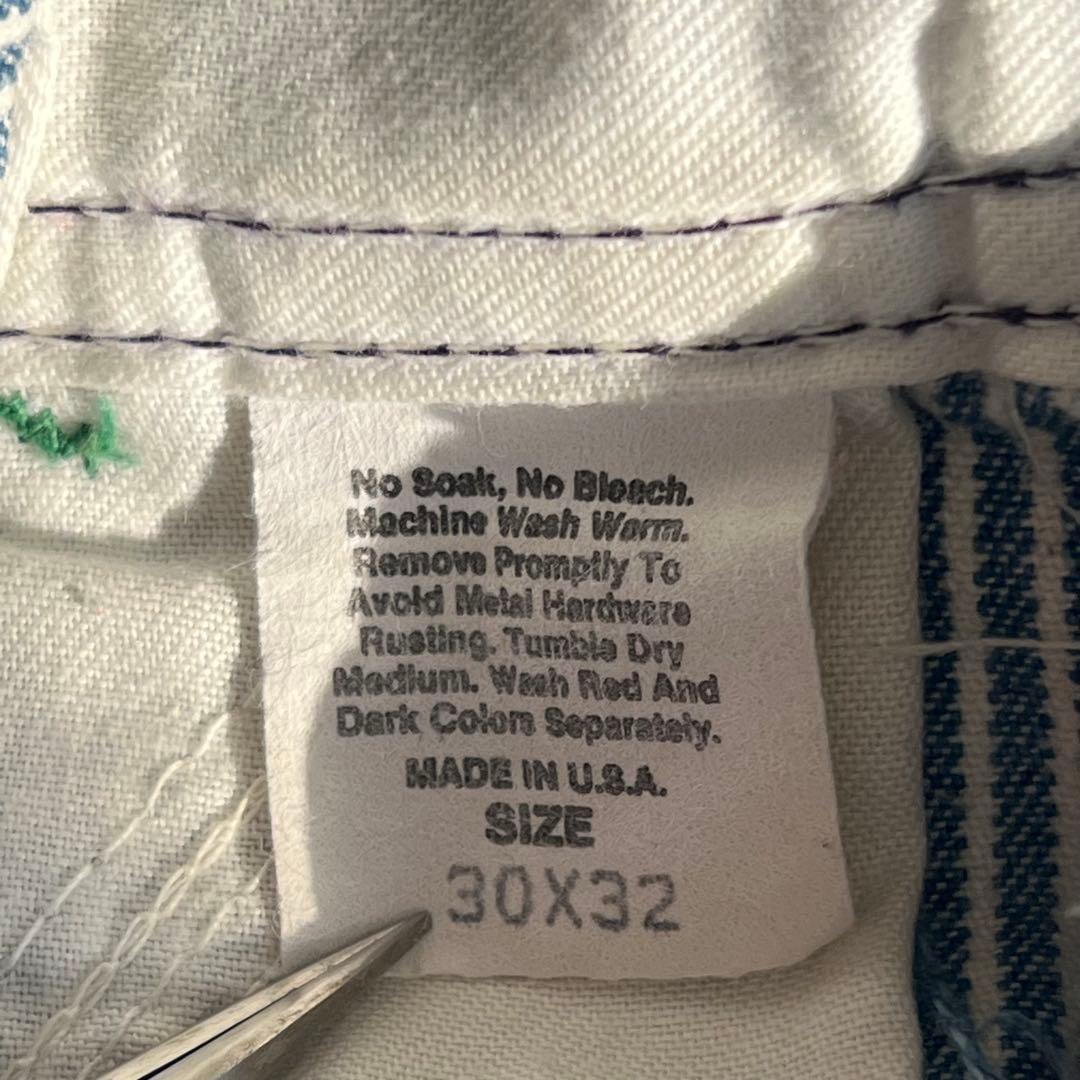 No Soak, No Bleach.
Machine Wash Warm.
Remove Promptly To
Avoid Metal Hardware
Rusting. Tumble Dry
Medium. Wash Red And
Dark Colors Separately.
MADE IN U.S.A.
SIZE
30X32